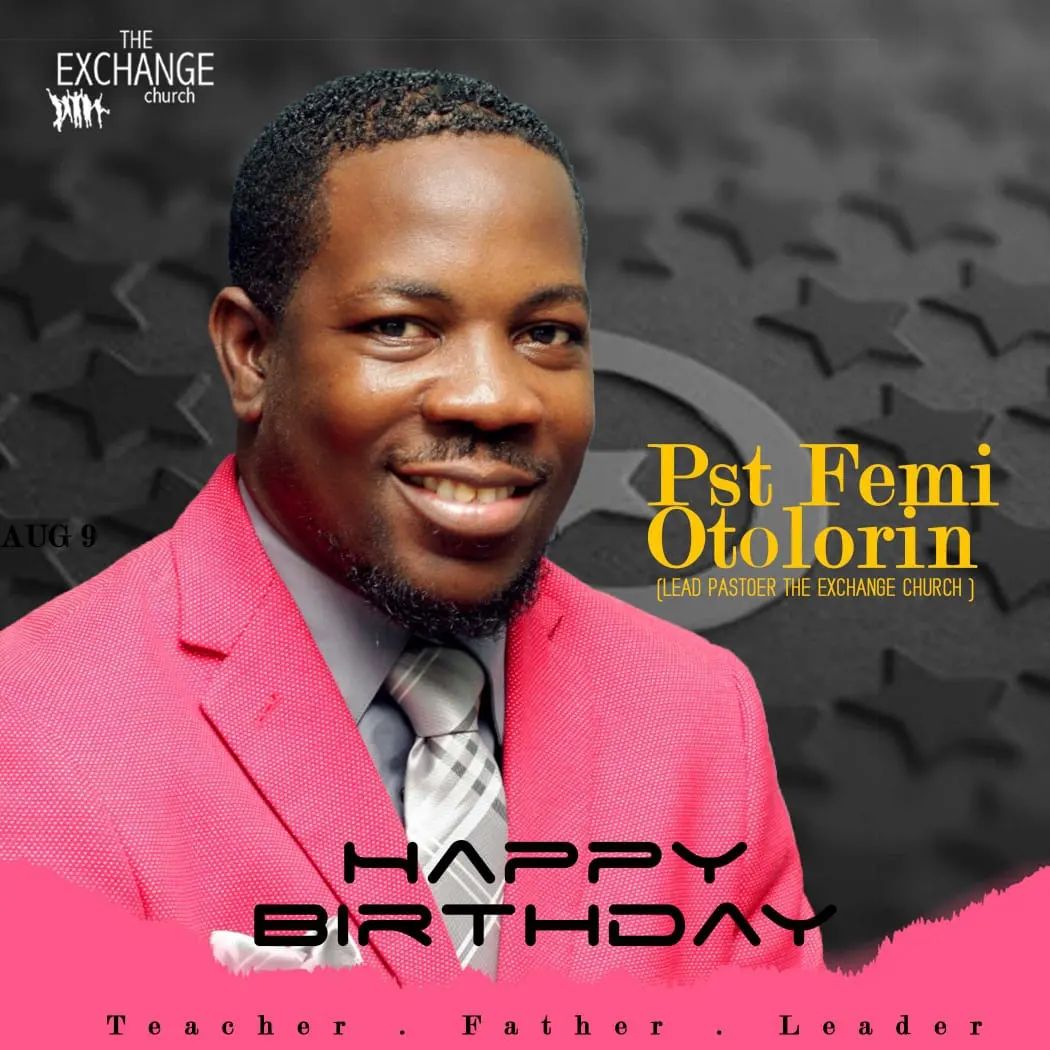 THE
EXCHANGE
church
AUG 9
Pst Femi
Otolorin
(LEAD PASTOER THE EXCHANGE CHURCH )
HAPPY
BIRTHDAY
Teacher . Father . Leader